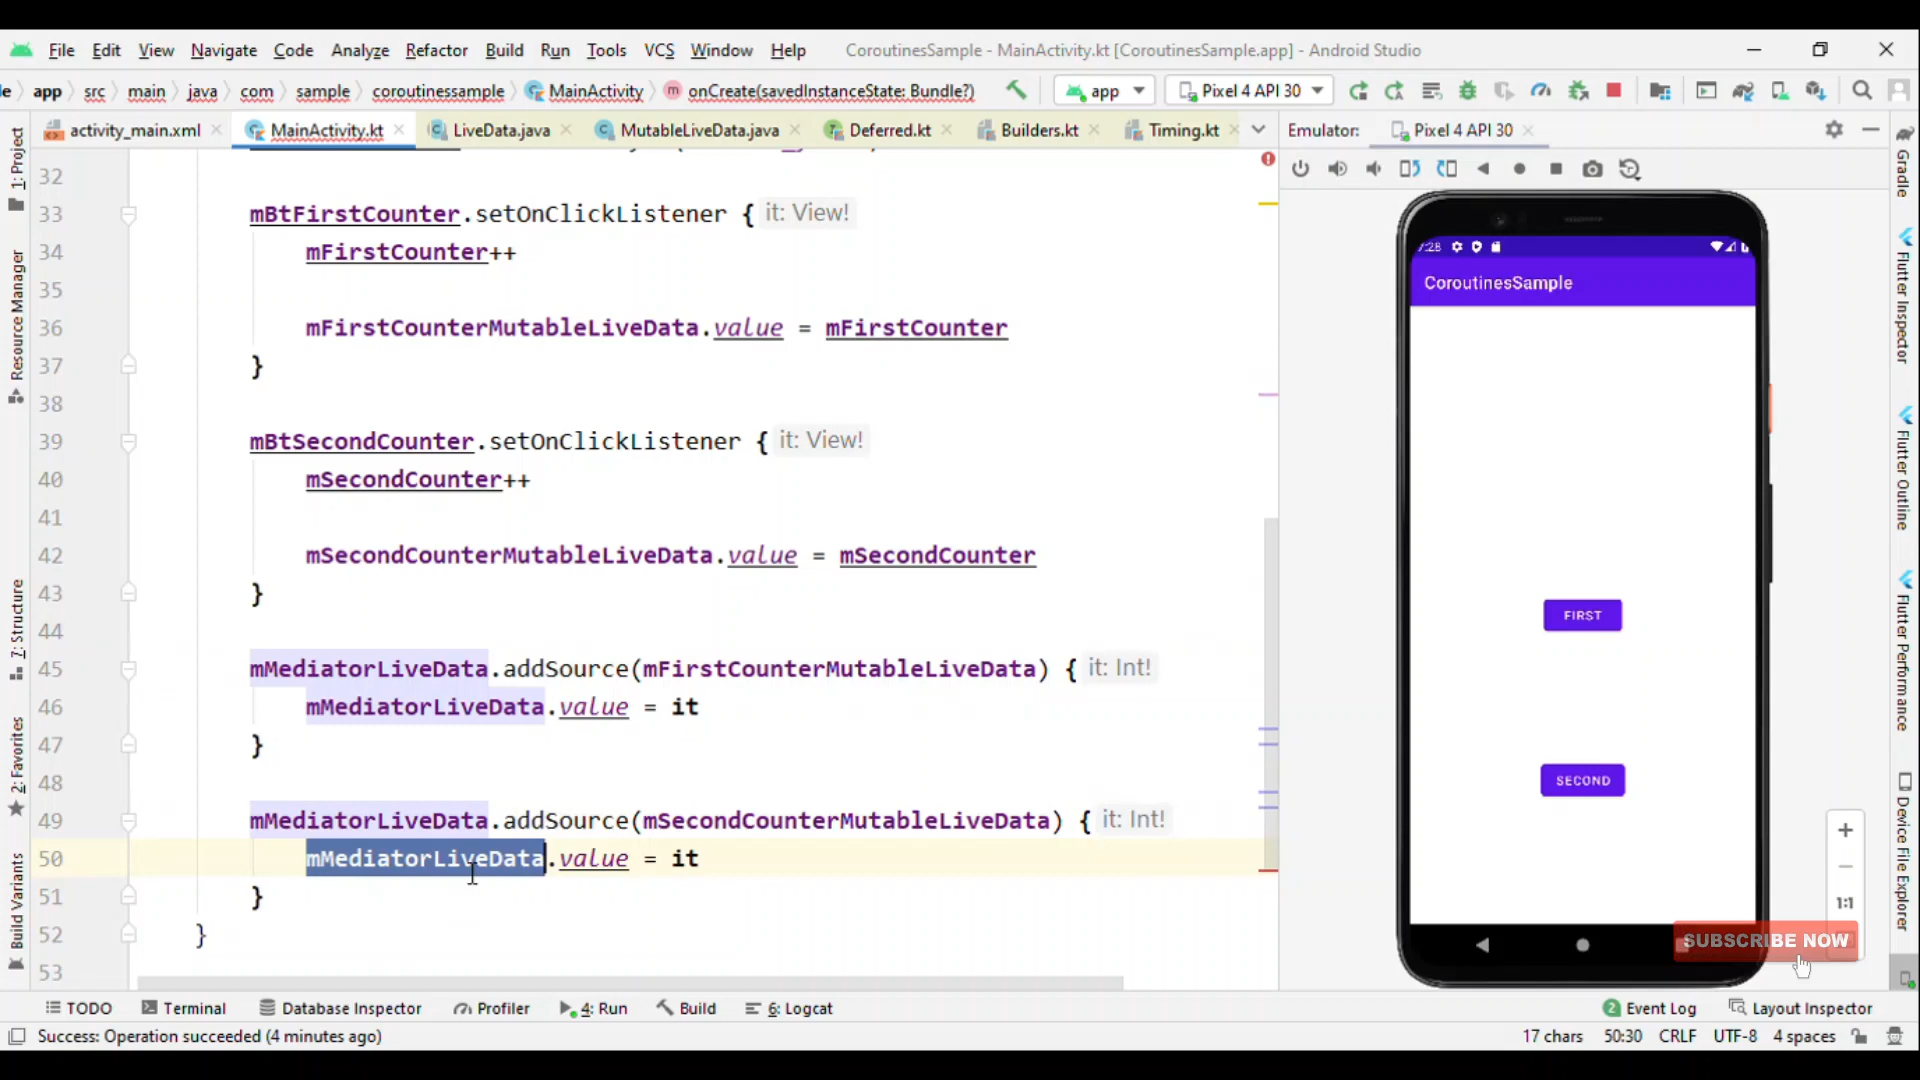 File Edit View Navigate Code Analyze Refactor Build Run Tools VCS Window Help CoroutinesSample - MainActivity.kt [CoroutinesSample.app] - Android Studio
le app src main java com sample coroutinessample MainActivity onCreate(savedInstanceState: Bundle?) app Pixel 4 API 30
activity_main.xml MainActivity.kt LiveData.java MutableLiveData.java Deferred.kt Builders.kt Timing.kt Emulator: Pixel 4 API 30
32
33 mBtFirstCounter.setOnClickListener { it: View!
34 mFirstCounter++
35
36 mFirstCounterMutableLiveData.value = mFirstCounter
37 }
38
39 mBtSecondCounter.setOnClickListener { it: View!
40 mSecondCounter++
41
42 mSecondCounterMutableLiveData.value = mSecondCounter
43 }
44
45 mMediatorLiveData.addSource(mFirstCounterMutableLiveData) { it: Int!
46 mMediatorLiveData.value = it
47 }
48
49 mMediatorLiveData.addSource(mSecondCounterMutableLiveData) { it: Int!
50 mMediatorLiveData.value = it
51 }
52 }
53
1: Project
Resource Manager
7: Structure
2: Favorites
Build Variants
7:28
CoroutinesSample
FIRST
SECOND
1:1
SUBSCRIBE NOW
Gradle
Flutter Inspector
Flutter Outline
Flutter Performance
Device File Explorer
TODO Terminal Database Inspector Profiler 4: Run Build 6: Logcat 2 Event Log Layout Inspector
Success: Operation succeeded (4 minutes ago) 17 chars 50:30 CRLF UTF-8 4 spaces